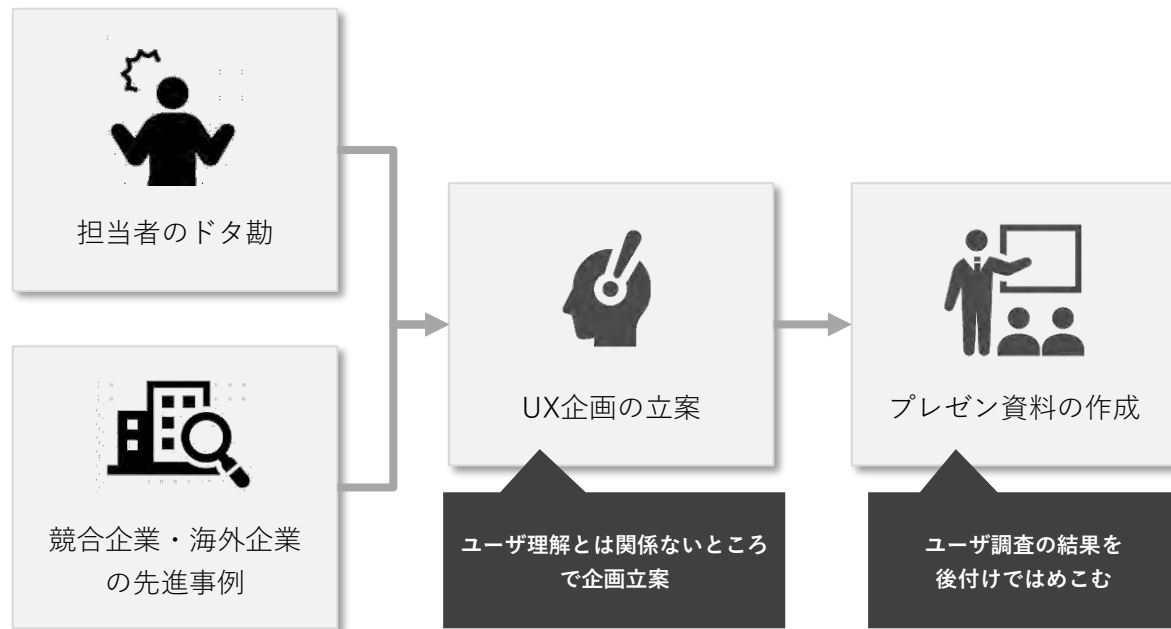 担当者のドタ勘
競合企業・海外企業
の先進事例
UX企画の立案
ユーザ理解とは関係ないところ
で企画立案
プレゼン資料の作成
ユーザ調査の結果を
後付けではめこむ